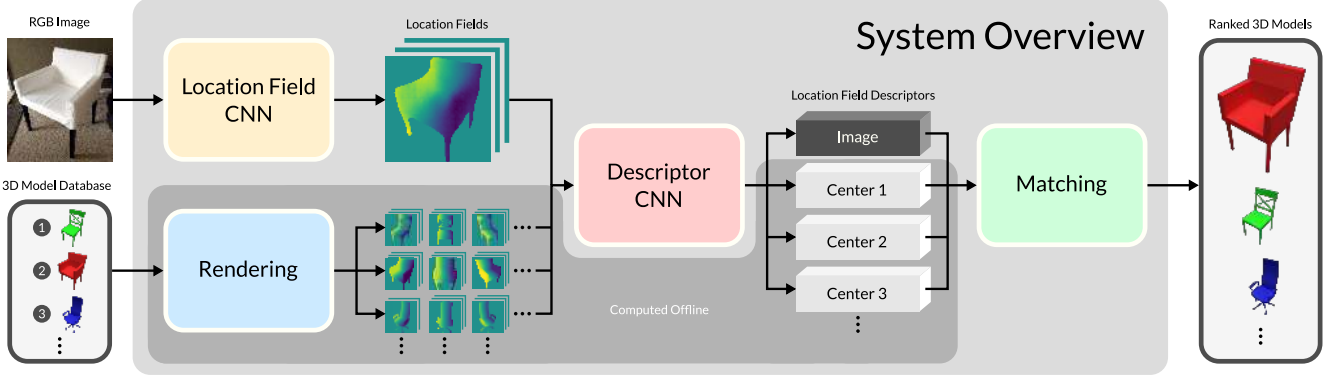 System Overview
RGB Image
Location Field
CNN
Location Fields
3D Model Database
1
2
3
Rendering
Computed Offline
Descriptor
CNN
Location Field Descriptors
Image
Center 1
Center 2
Center 3
Matching
Ranked 3D Models